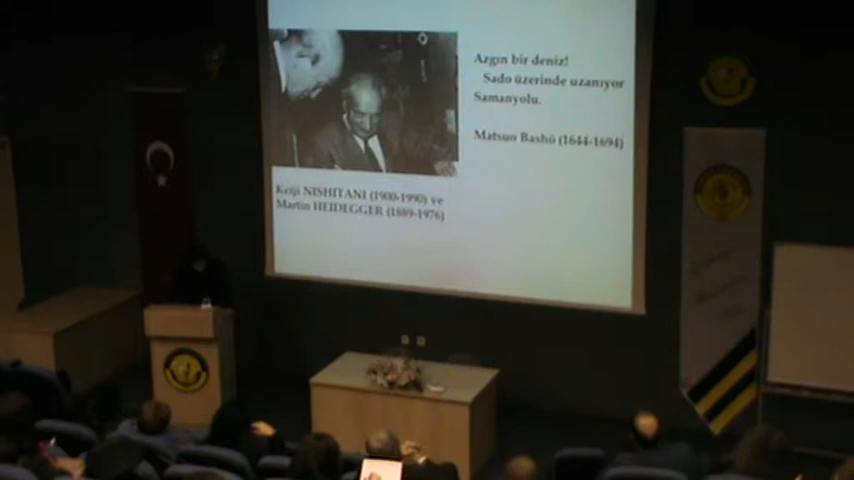 Azgın bir deniz!
Sado üzerinde uzanıyor
Samanyolu.
Matsuo Bashō (1644-1694)
Keiji NISHITANI (1900-1990) ve
Martin HEIDEGGER (1889-1976)